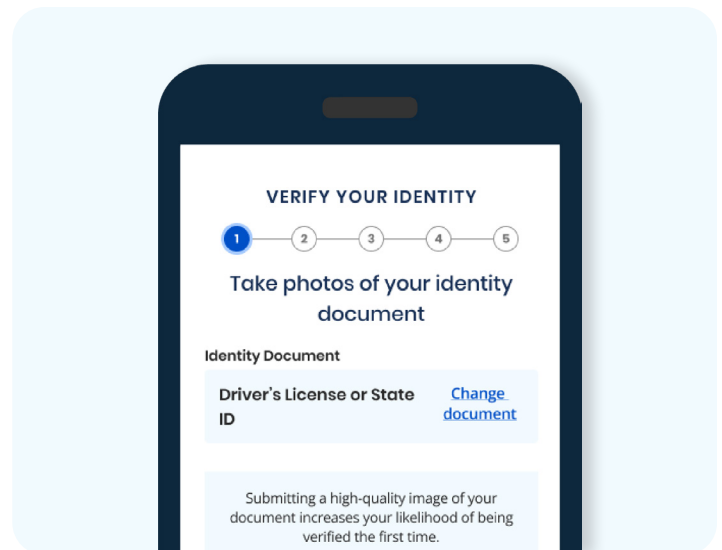 VERIFY YOUR IDENTITY
1 2 3 4 5
Take photos of your identity
document
Identity Document
Driver's License or State
ID
Change
document
Submitting a high-quality image of your
document increases your likelihood of being
verified the first time.